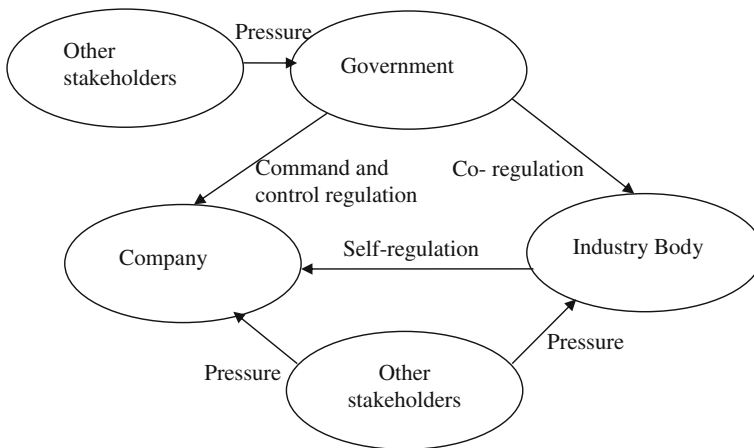 Pressure
Other
stakeholders
Government
Command and
control regulation
Co- regulation
Company
Self-regulation
Industry Body
Pressure
Other
stakeholders
Pressure